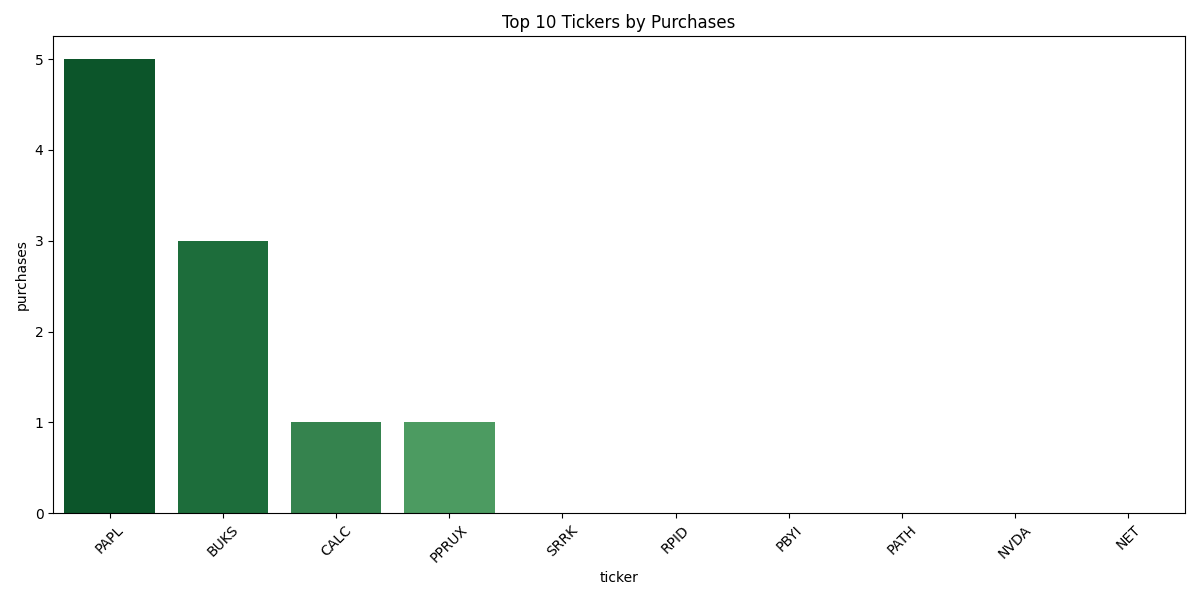 Top 10 Tickers by Purchases
purchases
5
4
3
2
1
0
PAPL
BUKS
CALC
PPRUX
SRRK
RPID
PBYI
PATH
NVDA
NET
ticker